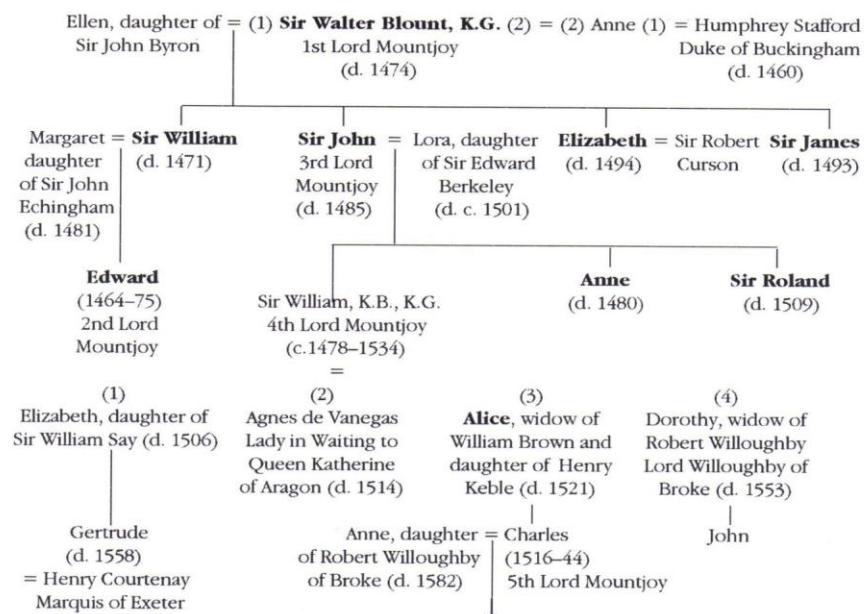 Ellen, daughter of = (1) Sir Walter Blount, K.G. (2) = (2) Anne (1) = Humphrey Stafford
Sir John Byron 1st Lord Mountjoy Duke of Buckingham
(d. 1474) (d. 1460)
Margaret = Sir William
daughter (d. 1471)
of Sir John
Echingham
(d. 1481)
Sir John = Lora, daughter
3rd Lord of Sir Edward
Mountjoy Berkeley
(d. 1485) (d. c. 1501)
Elizabeth = Sir Robert
(d. 1494) Curson
Sir James
(d. 1493)
Edward
(1464–75)
2nd Lord
Mountjoy
Sir William, K.B., K.G.
4th Lord Mountjoy
(c.1478–1534)
=
Anne
(d. 1480)
Sir Roland
(d. 1509)
(1)
Elizabeth, daughter of
Sir William Say (d. 1506)
(2)
Agnes de Vanegas
Lady in Waiting to
Queen Katherine
of Aragon (d. 1514)
(3)
Alice, widow of
William Brown and
daughter of Henry
Keble (d. 1521)
(4)
Dorothy, widow of
Robert Willoughby
Lord Willoughby of
Broke (d. 1553)
Gertrude
(d. 1558)
= Henry Courtenay
Marquis of Exeter
Anne, daughter = Charles
of Robert Willoughby (1516–44)
of Broke (d. 1582) 5th Lord Mountjoy
John